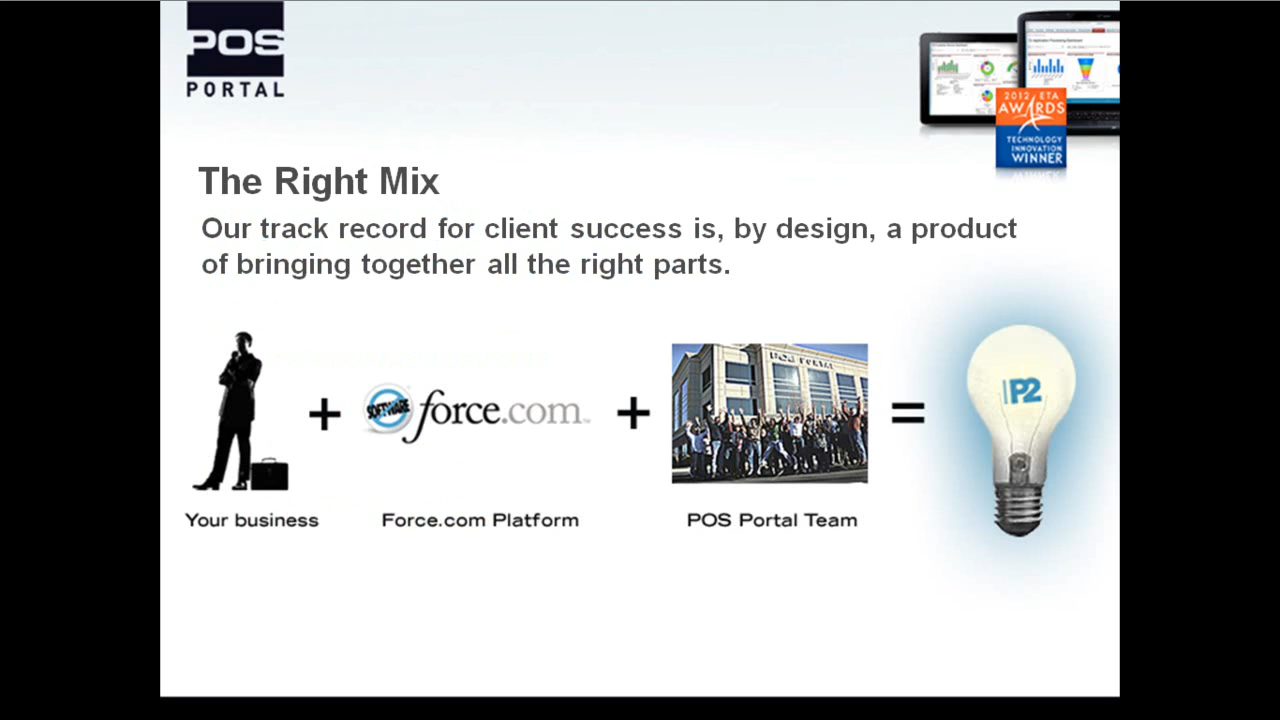 POS
PORTAL
2012 ETA
AWARDS
TECHNOLOGY
INNOVATION
WINNER
The Right Mix
Our track record for client success is, by design, a product
of bringing together all the right parts.
SOFTWARE
force.com
POS PORTAL
P2
+
+
=
Your business
Force.com Platform
POS Portal Team